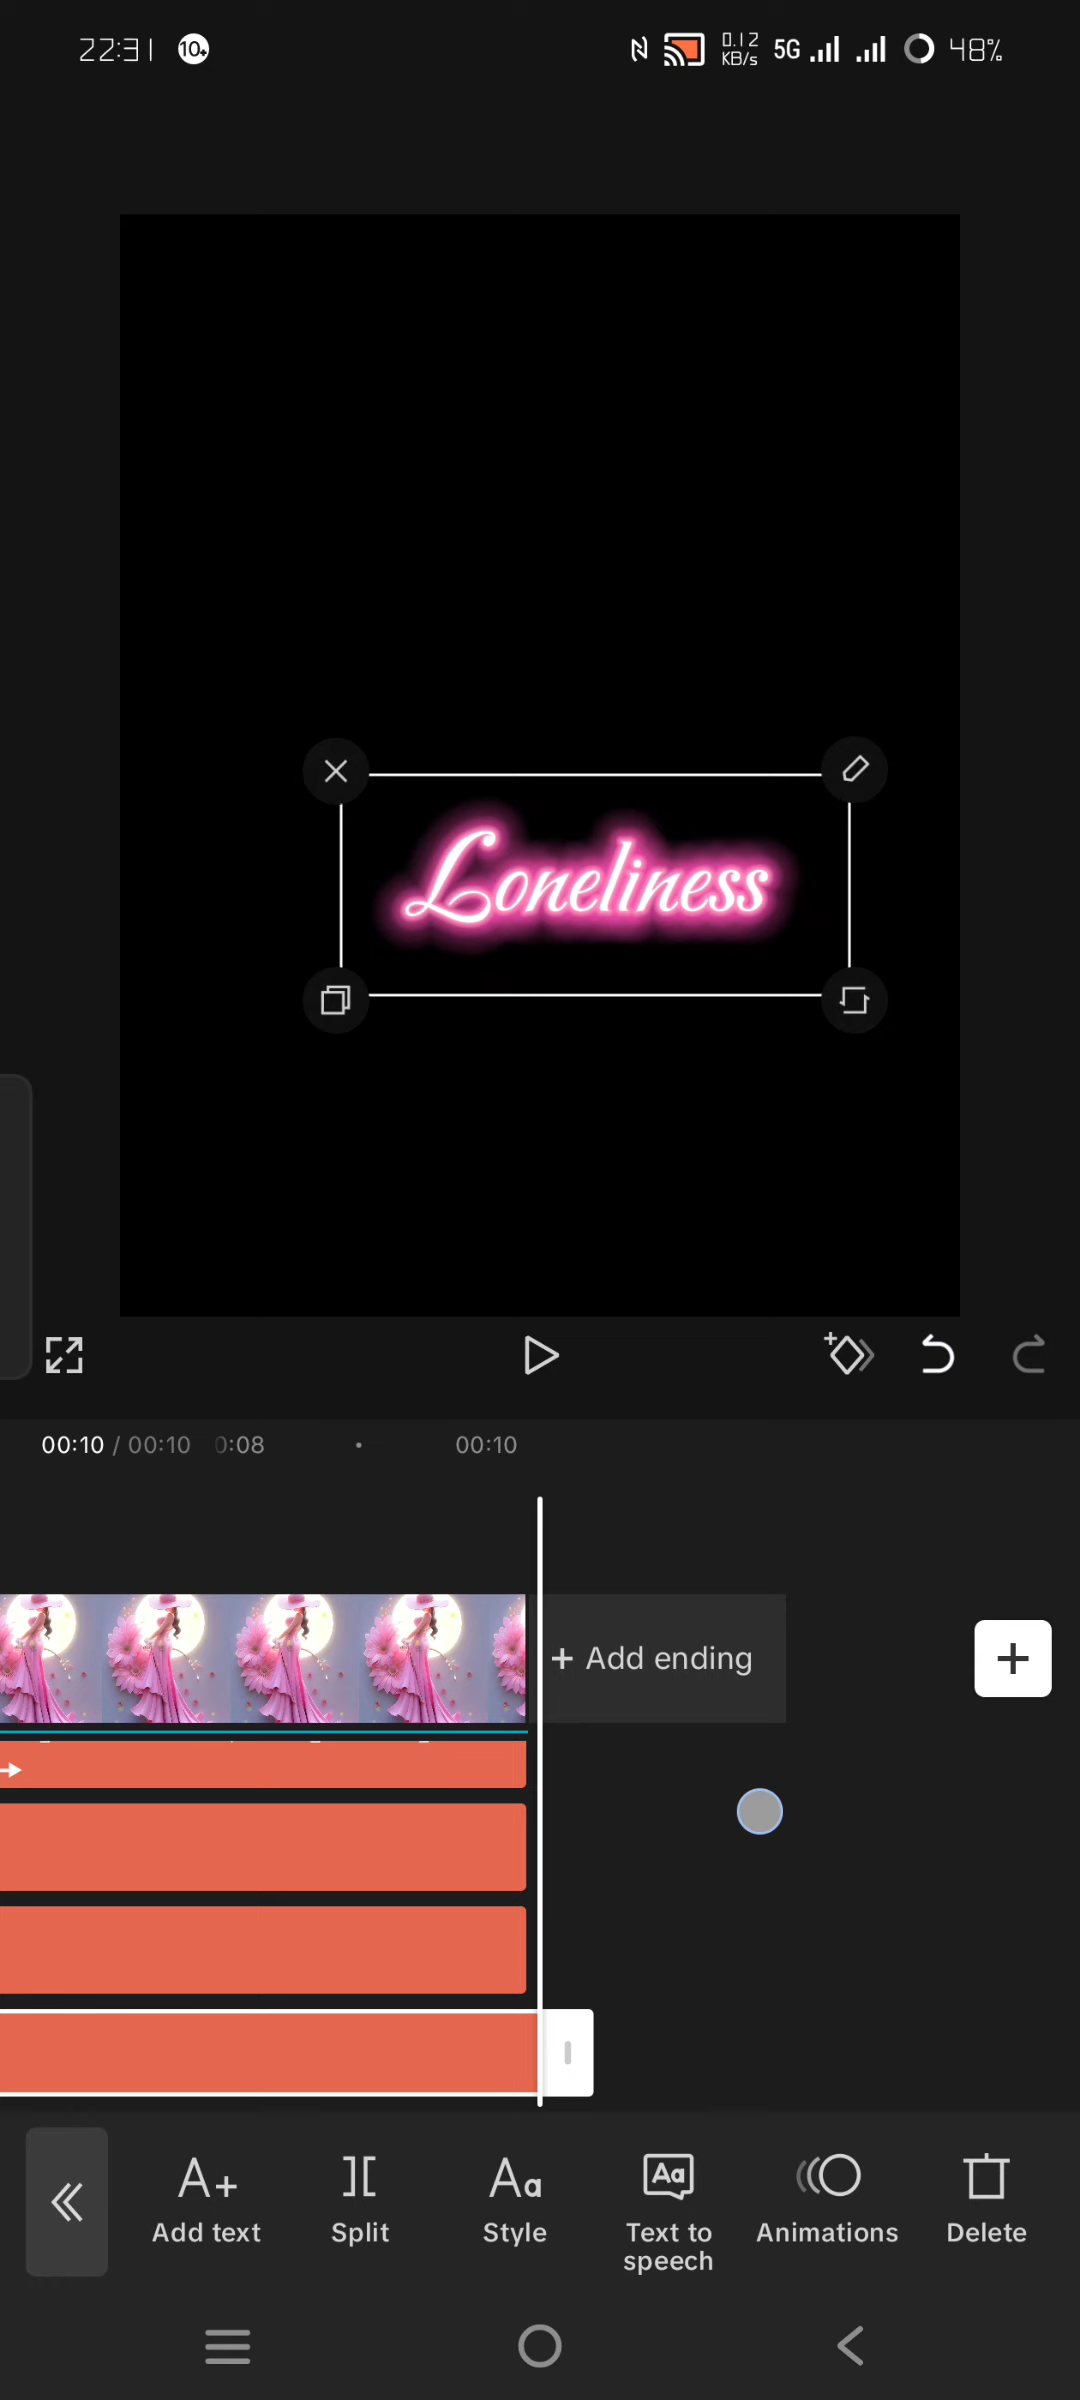 22:31 10+ 0.12 KB/s 5G 48%
Loneliness
00:10 / 00:10 0:08 00:10
+ Add ending
Add text Split Style Text to speech Animations Delete